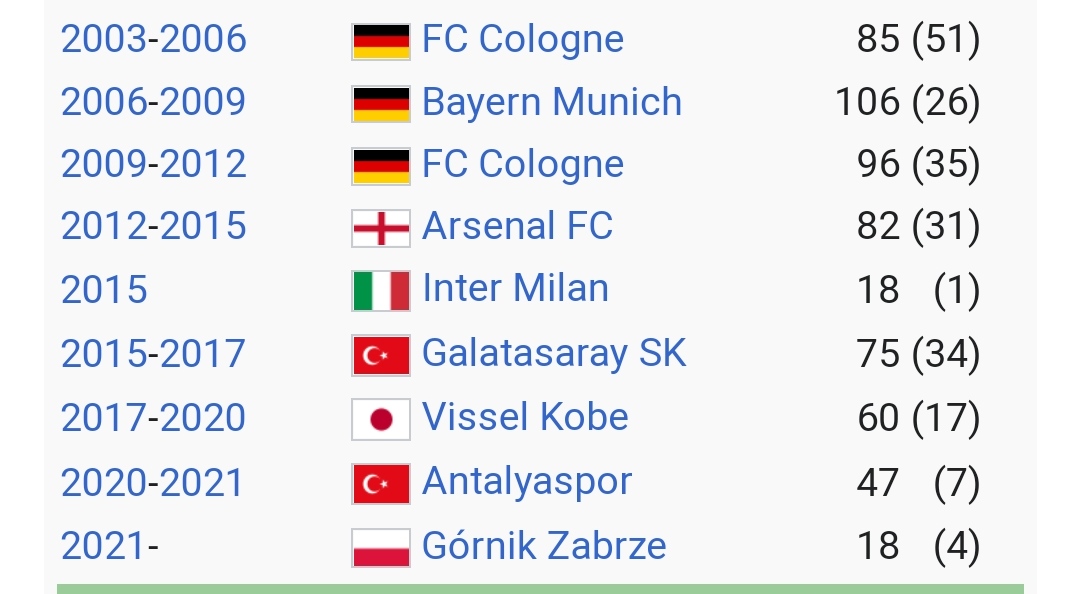 2003-2006 FC Cologne 85 (51)
2006-2009 Bayern Munich 106 (26)
2009-2012 FC Cologne 96 (35)
2012-2015 Arsenal FC 82 (31)
2015 Inter Milan 18 (1)
2015-2017 Galatasaray SK 75 (34)
2017-2020 Vissel Kobe 60 (17)
2020-2021 Antalyaspor 47 (7)
2021- Górnik Zabrze 18 (4)